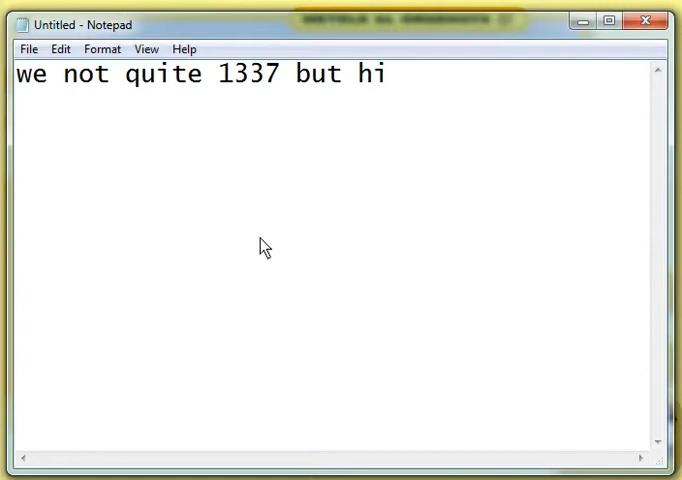 Untitled - Notepad
File Edit Format View Help
we not quite 1337 but hi